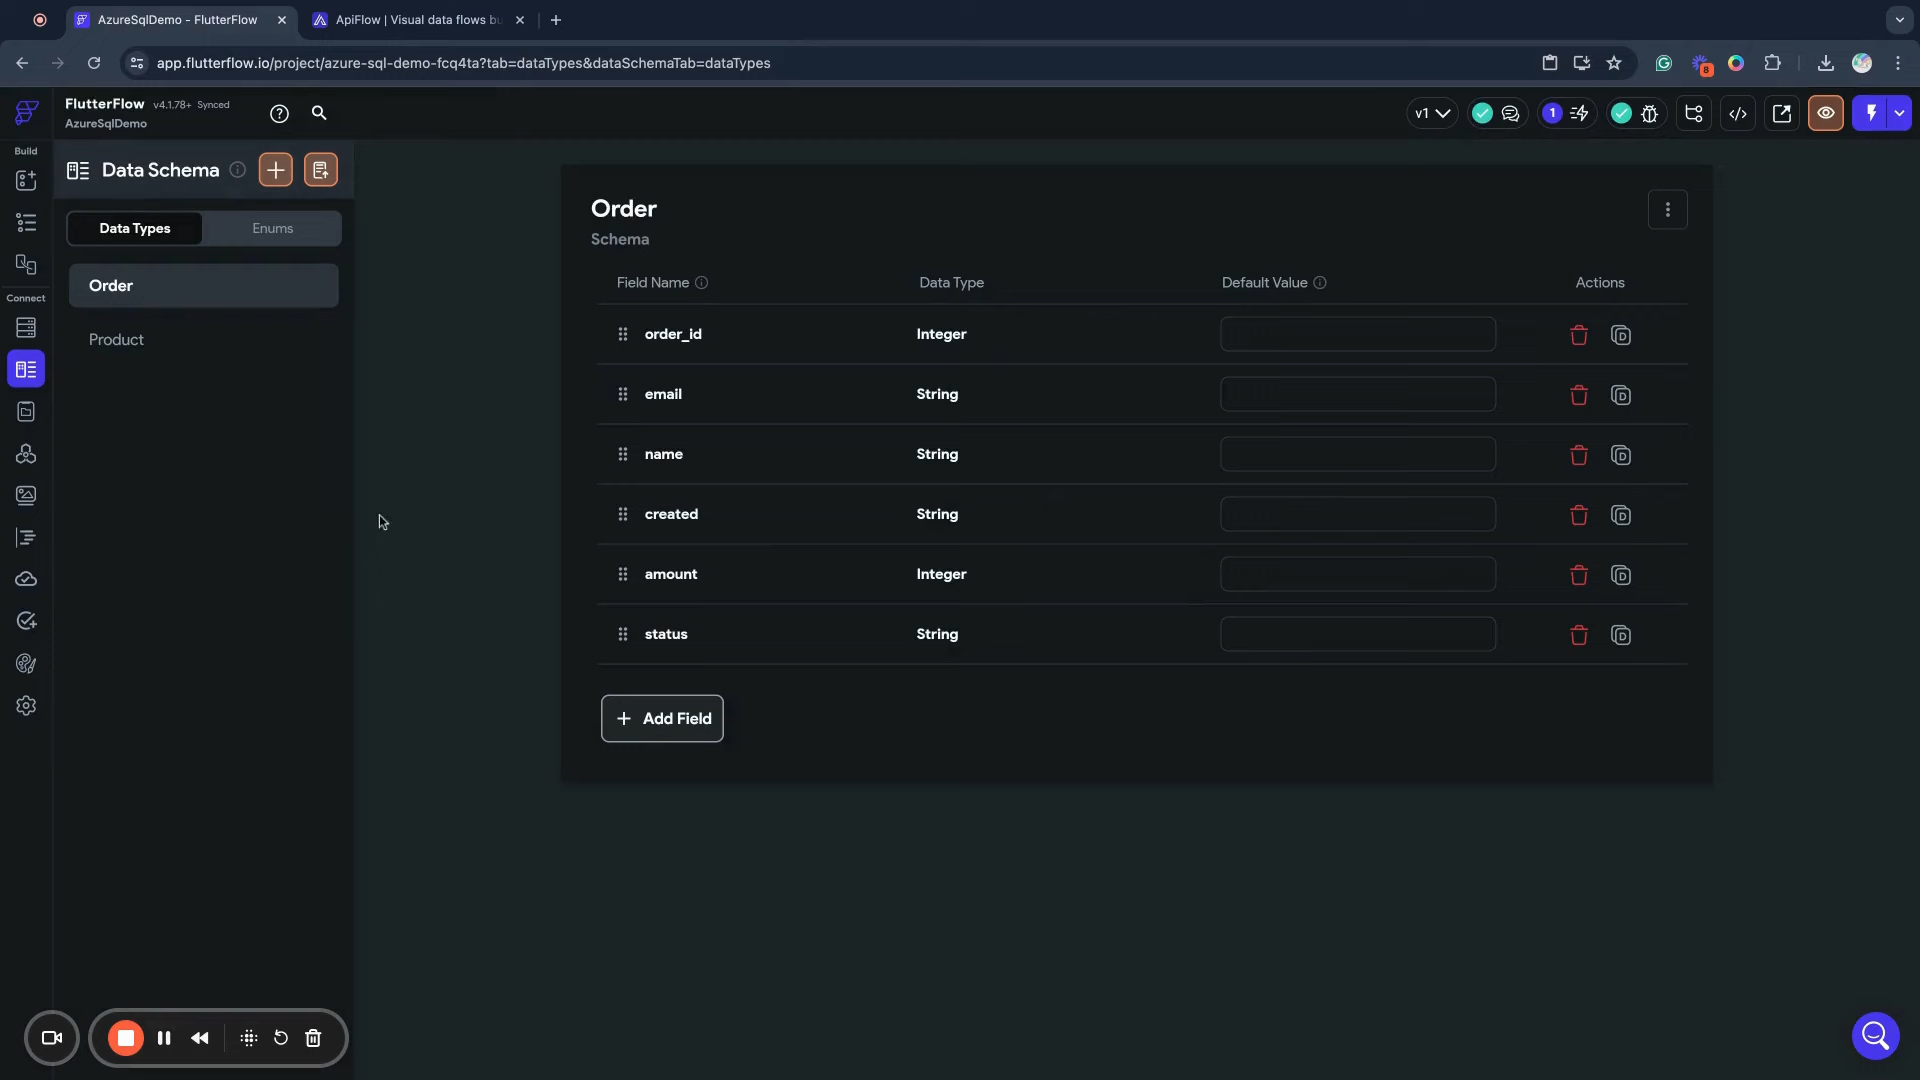 AzureSqlDemo - FlutterFlow
ApiFlow | Visual data flows bu
app.flutterflow.io/project/azure-sql-demo-fcq4ta?tab=dataTypes&dataSchemaTab=dataTypes
8
FlutterFlow v4.1.78+ Synced
AzureSqlDemo
v1
1
Build
Data Schema
Data Types
Enums
Order
Connect
Product
Order
Schema
Field Name
Data Type
Default Value
Actions
order_id
Integer
email
String
name
String
created
String
amount
Integer
status
String
+ Add Field